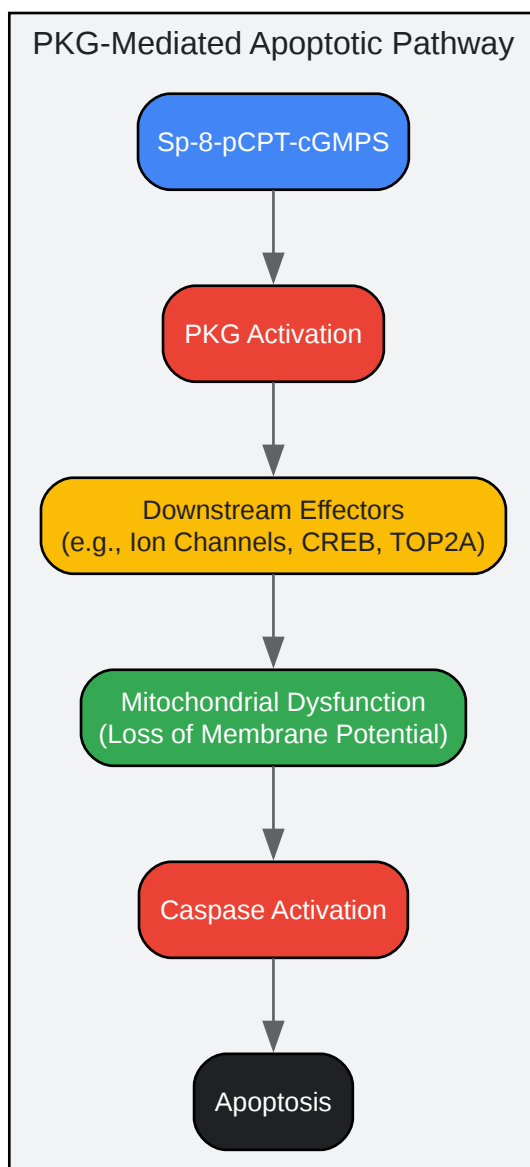 PKG-Mediated Apoptotic Pathway
Sp-8-pCPT-cGMPS
PKG Activation
Downstream Effectors
(e.g., Ion Channels, CREB, TOP2A)
Mitochondrial Dysfunction
(Loss of Membrane Potential)
Caspase Activation
Apoptosis